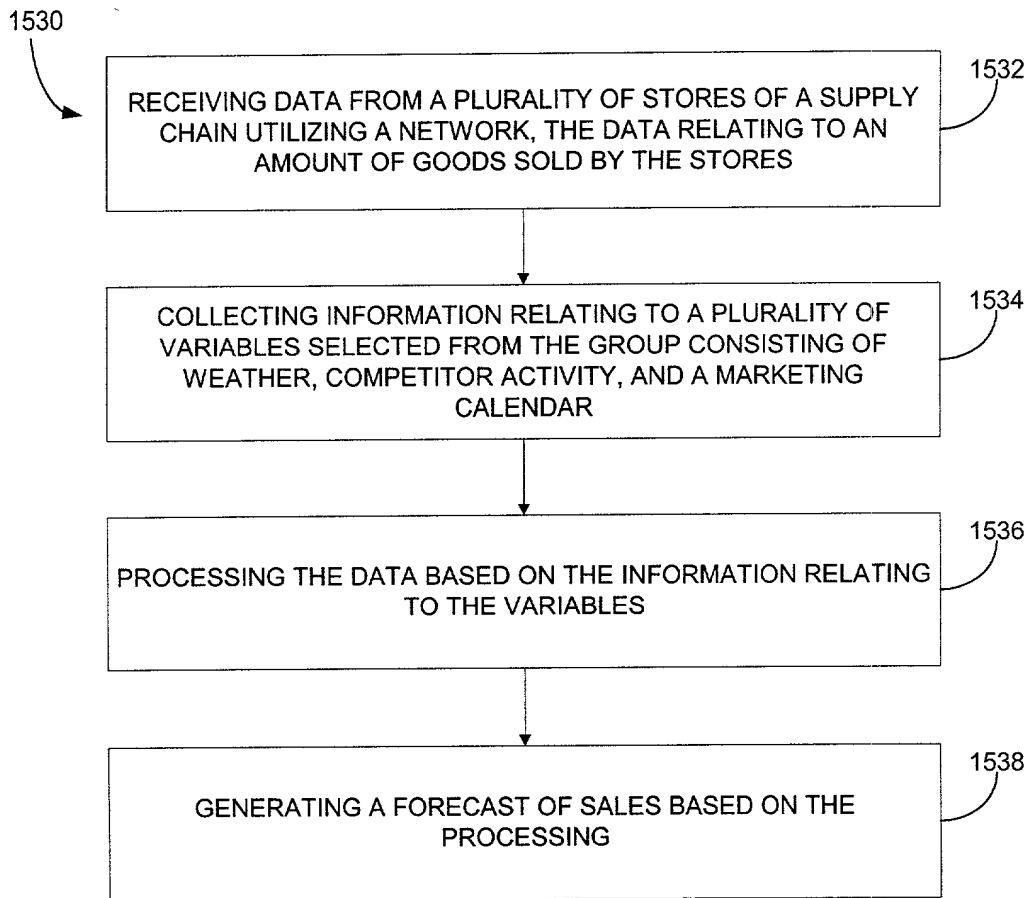 1530
1532
RECEIVING DATA FROM A PLURALITY OF STORES OF A SUPPLY
CHAIN UTILIZING A NETWORK, THE DATA RELATING TO AN
AMOUNT OF GOODS SOLD BY THE STORES
1534
COLLECTING INFORMATION RELATING TO A PLURALITY OF
VARIABLES SELECTED FROM THE GROUP CONSISTING OF
WEATHER, COMPETITOR ACTIVITY, AND A MARKETING
CALENDAR
1536
PROCESSING THE DATA BASED ON THE INFORMATION RELATING
TO THE VARIABLES
1538
GENERATING A FORECAST OF SALES BASED ON THE
PROCESSING